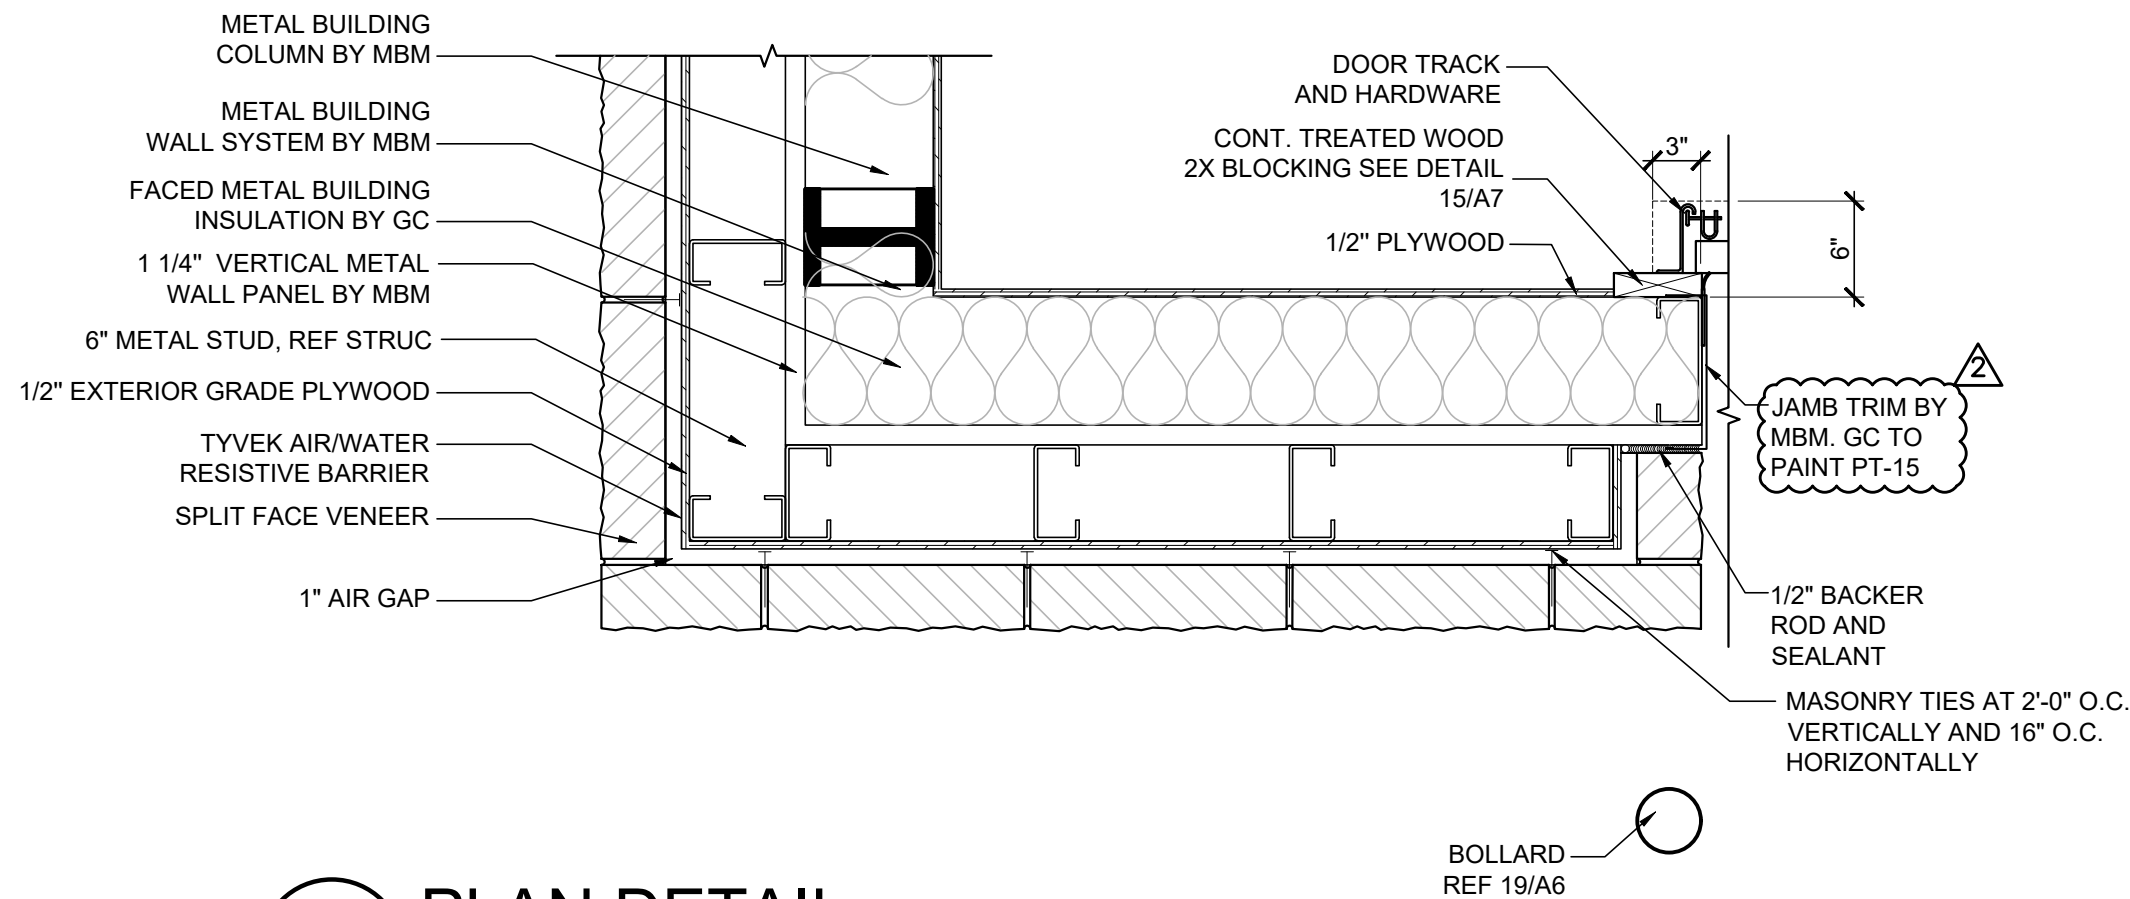 METAL BUILDING
COLUMN BY MBM
METAL BUILDING
WALL SYSTEM BY MBM
FACED METAL BUILDING
INSULATION BY GC
1 1/4" VERTICAL METAL
WALL PANEL BY MBM
6" METAL STUD, REF STRUC
1/2" EXTERIOR GRADE PLYWOOD
TYVEK AIR/WATER
RESISTIVE BARRIER
SPLIT FACE VENEER
1" AIR GAP
DOOR TRACK
AND HARDWARE
CONT. TREATED WOOD
2X BLOCKING SEE DETAIL
15/A7
1/2" PLYWOOD
3"
6"
2
JAMB TRIM BY
MBM. GC TO
PAINT PT-15
1/2" BACKER
ROD AND
SEALANT
MASONRY TIES AT 2'-0" O.C.
VERTICALLY AND 16" O.C.
HORIZONTALLY
BOLLARD
REF 19/A6
PLAN DETAIL